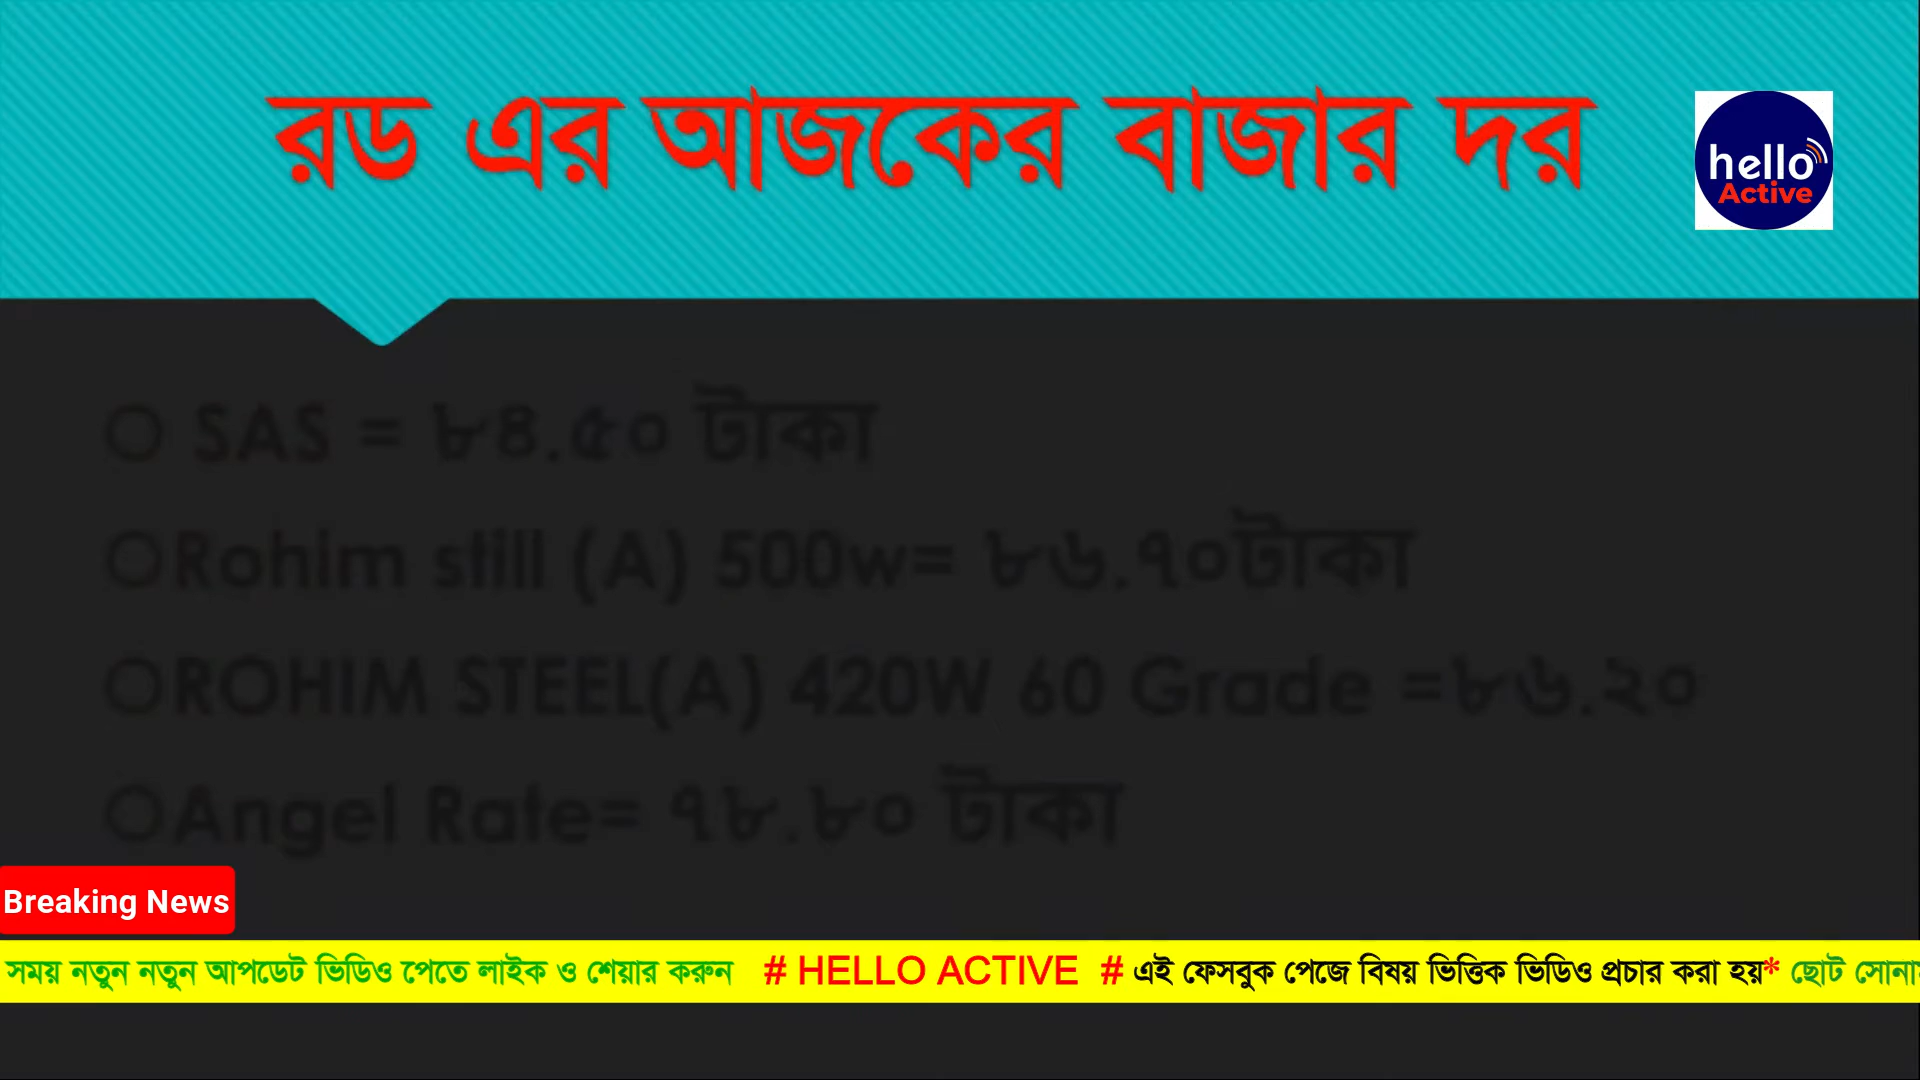 রড এর আজকের বাজার দর
hello
Active
SAS = ৮৪.৫০ টাকা
Rohim still (A) 500w= ৮৬.৭০টাকা
ROHIM STEEL(A) 420W 60 Grade =৮৬.২০
Angel Rate= ৭৮.৮০ টাকা
Breaking News
সময় নতুন নতুন আপডেট ভিডিও পেতে লাইক ও শেয়ার করুন # HELLO ACTIVE # এই ফেসবুক পেজে বিষয় ভিত্তিক ভিডিও প্রচার করা হয়* ছোট